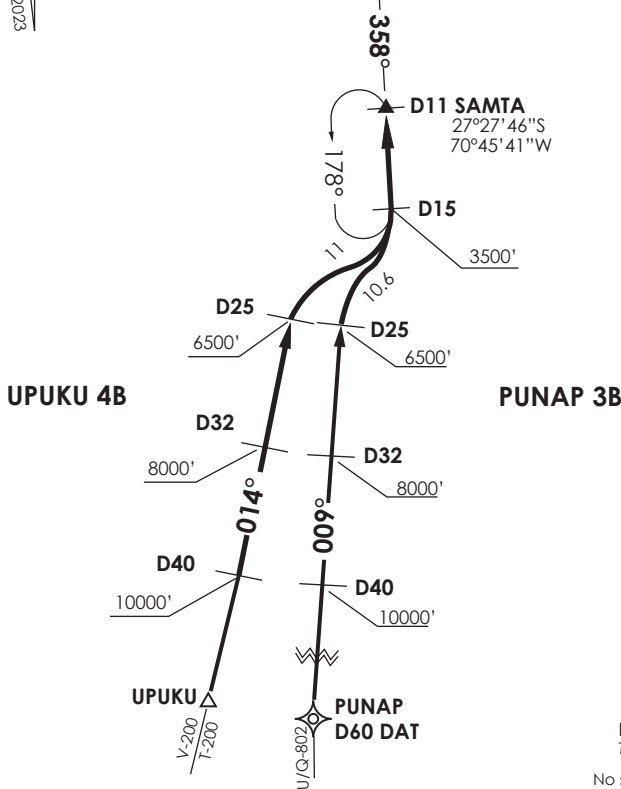 2023
358°
D11 SAMTA
27°27'46"S
70°45'41"W
178°
D15
3500'
11
10.6
D25
6500'
D25
6500'
UPUKU 4B
PUNAP 3B
D32
8000'
D32
8000'
014°
009°
D40
10000'
D40
10000'
UPUKU
V-200
T-200
PUNAP
D60 DAT
U/Q-802
No s